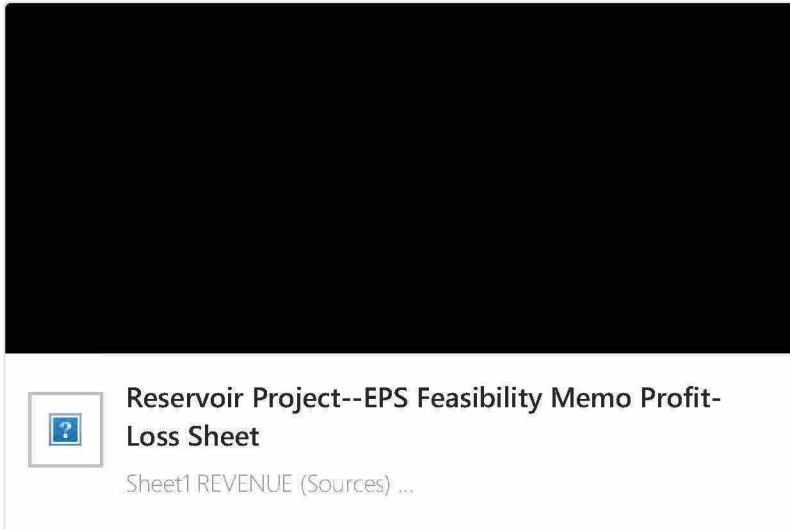 Reservoir Project--EPS Feasibility Memo Profit-
Loss Sheet
Sheet1 REVENUE (Sources) ...